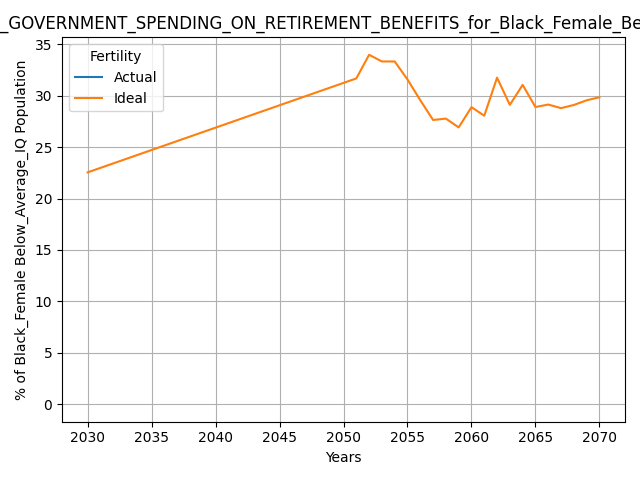 _GOVERNMENT_SPENDING_ON_RETIREMENT_BENEFITS_for_Black_Female_Be
Fertility
Actual
Ideal
% of Black_Female Below_Average_IQ Population
35
30
25
20
15
10
5
0
2030 2035 2040 2045 2050 2055 2060 2065 2070
Years